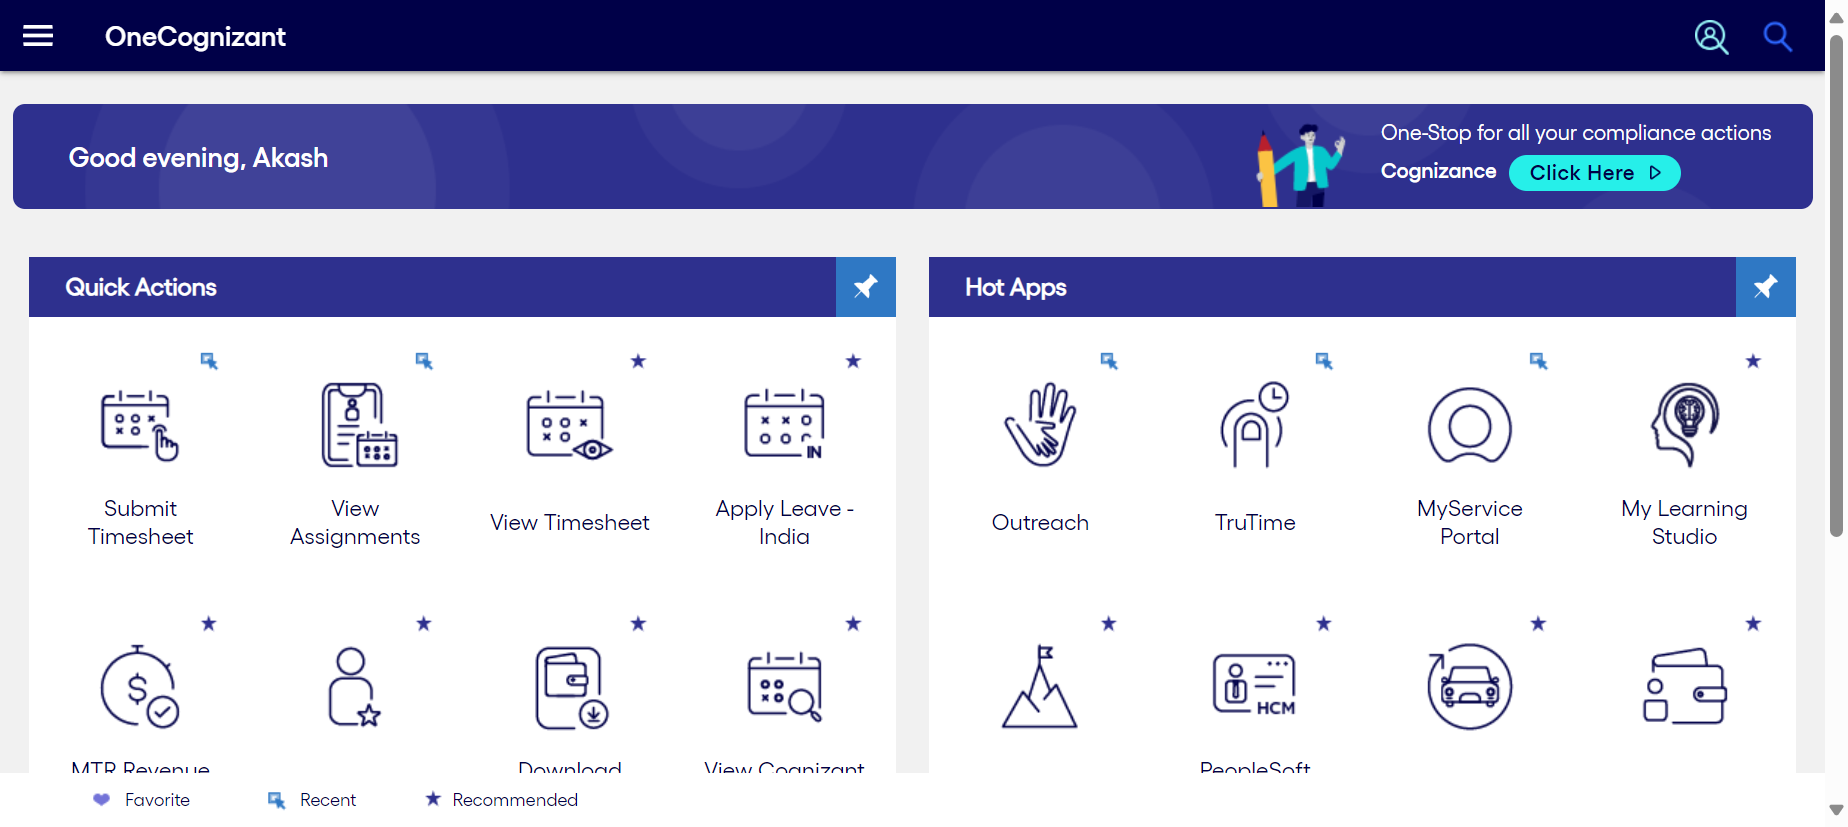 OneCognizant
Good evening, Akash
One-Stop for all your compliance actions
Cognizance
Click Here
Quick Actions
Hot Apps
Submit
Timesheet
View
Assignments
View Timesheet
Apply Leave -
India
IN
Outreach
TruTime
MyService
Portal
My Learning
Studio
$
HCM
MTR Revenue
Download
View Cognizant
PeopleSoft
Favorite
Recent
Recommended